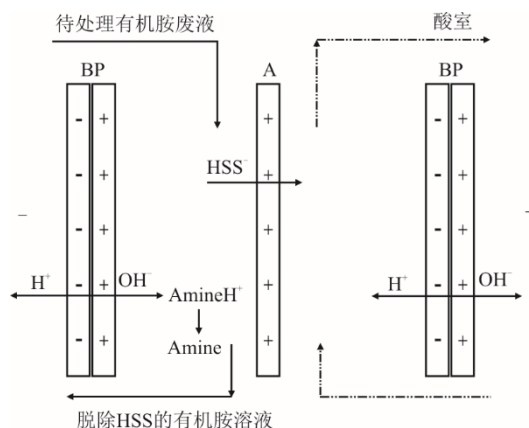 待处理有机胺废液
酸室
BP
A
BP
- + + - +
- + + - +
HSS⁻
- + + - +
−
H⁺
OH⁻
AmineH⁺
H⁺
OH⁻
- + + - +
Amine
- + + - +
脱除HSS的有机胺溶液